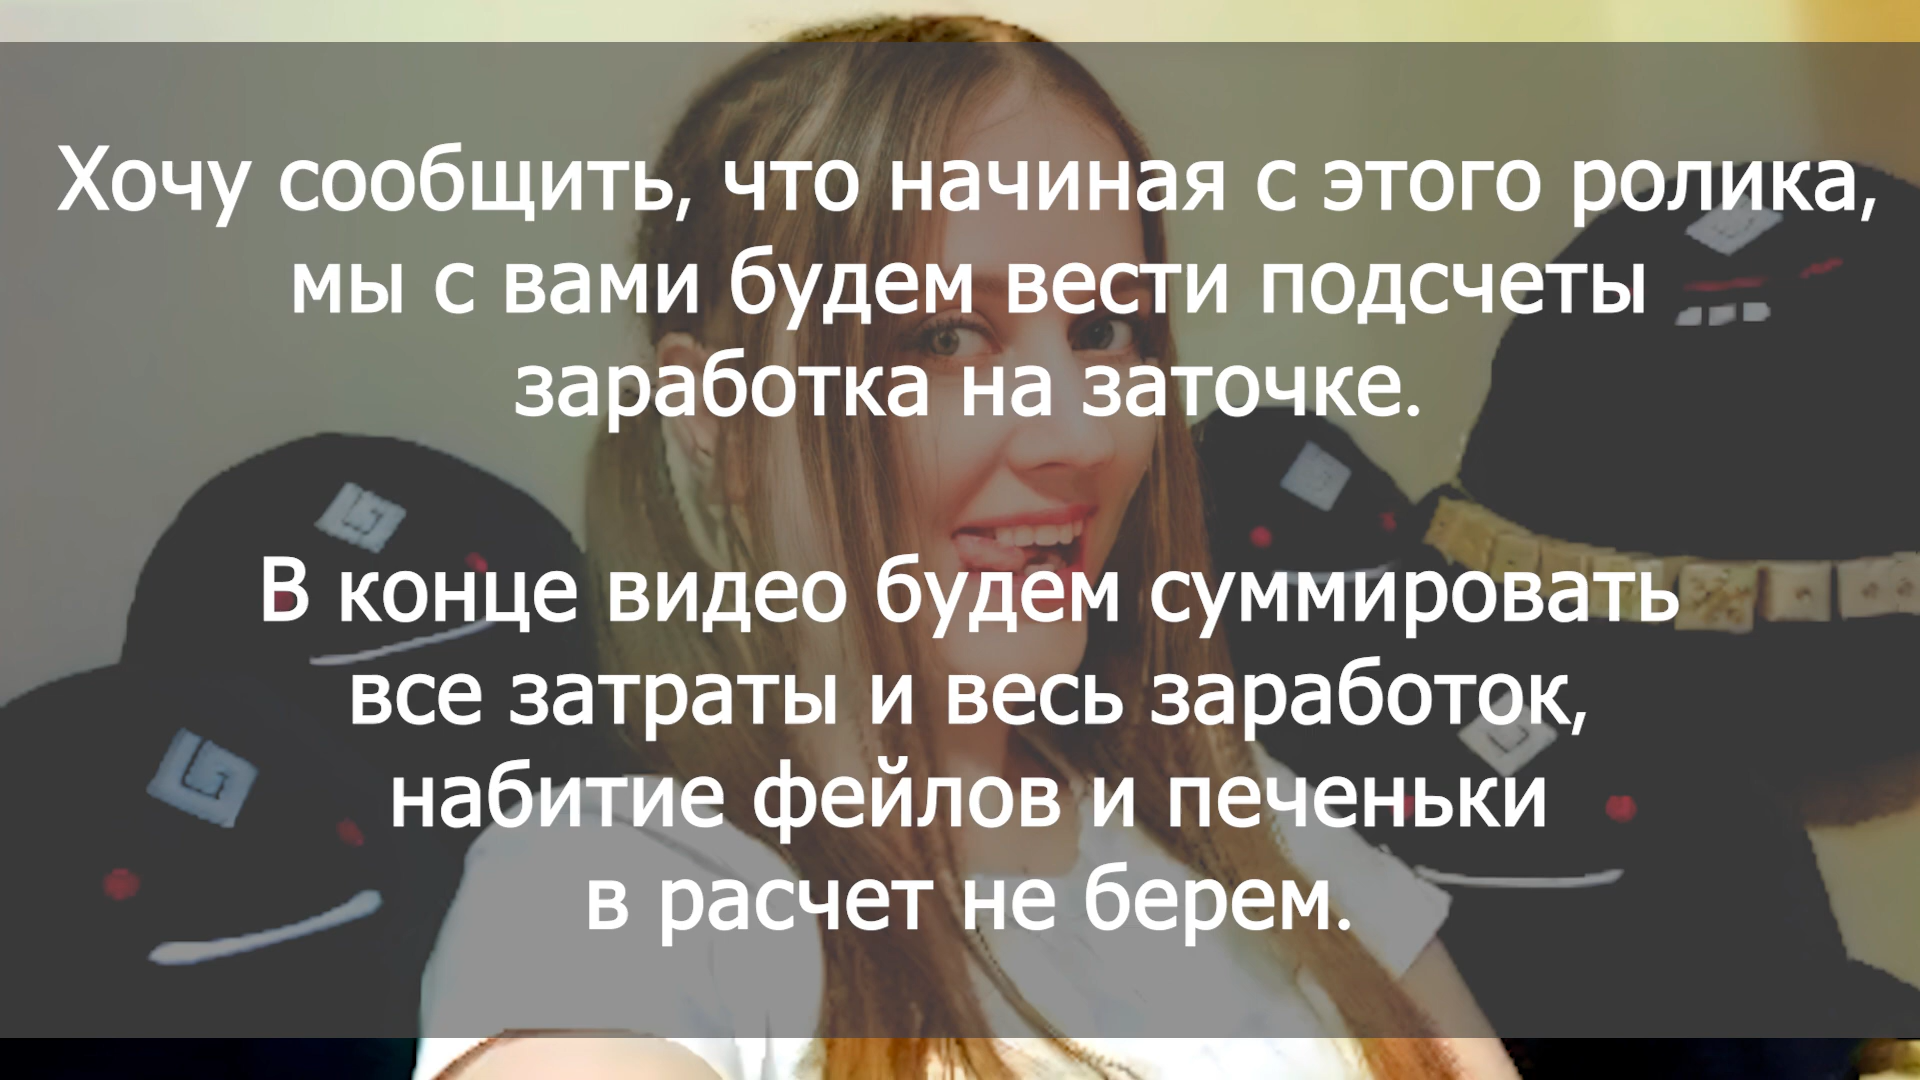 Хочу сообщить, что начиная с этого ролика,
мы с вами будем вести подсчеты
заработка на заточке.
В конце видео будем суммировать
все затраты и весь заработок,
набитие фейлов и печеньки
в расчет не берем.